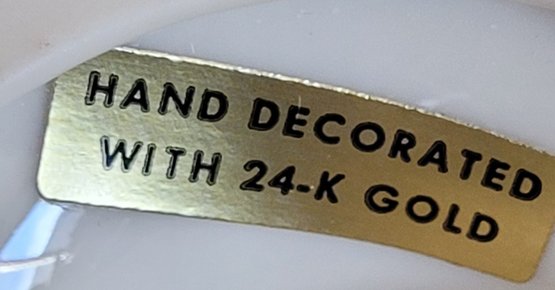 HAND DECORATED
WITH 24-K GOLD